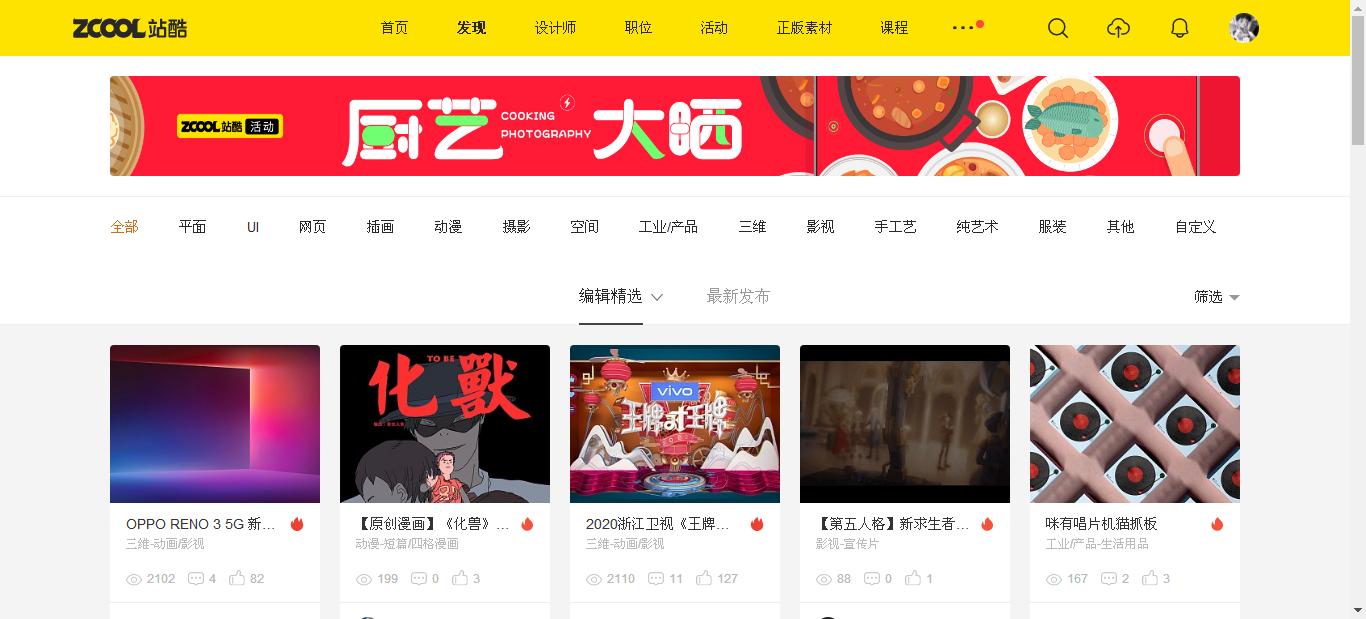 ZCOOL 站酷
首页 发现 设计师 职位 活动 正版素材 课程
ZCOOL站酷 活动
厨艺 COOKING PHOTOGRAPHY 大晒
全部 平面 UI 网页 插画 动漫 摄影 空间 工业/产品 三维 影视 手工艺 纯艺术 服装 其他 自定义
编辑精选 最新发布 筛选
TO BE
化獸
vivo
王牌对王牌
OPPO RENO 3 5G 新…
三维-动画/影视
2102 4 82
【原创漫画】《化兽》…
动漫-短篇/四格漫画
199 0 3
2020浙江卫视《王牌…
三维-动画/影视
2110 11 127
【第五人格】新求生者…
影视-宣传片
88 0 1
咪有唱片机猫抓板
工业/产品-生活用品
167 2 3